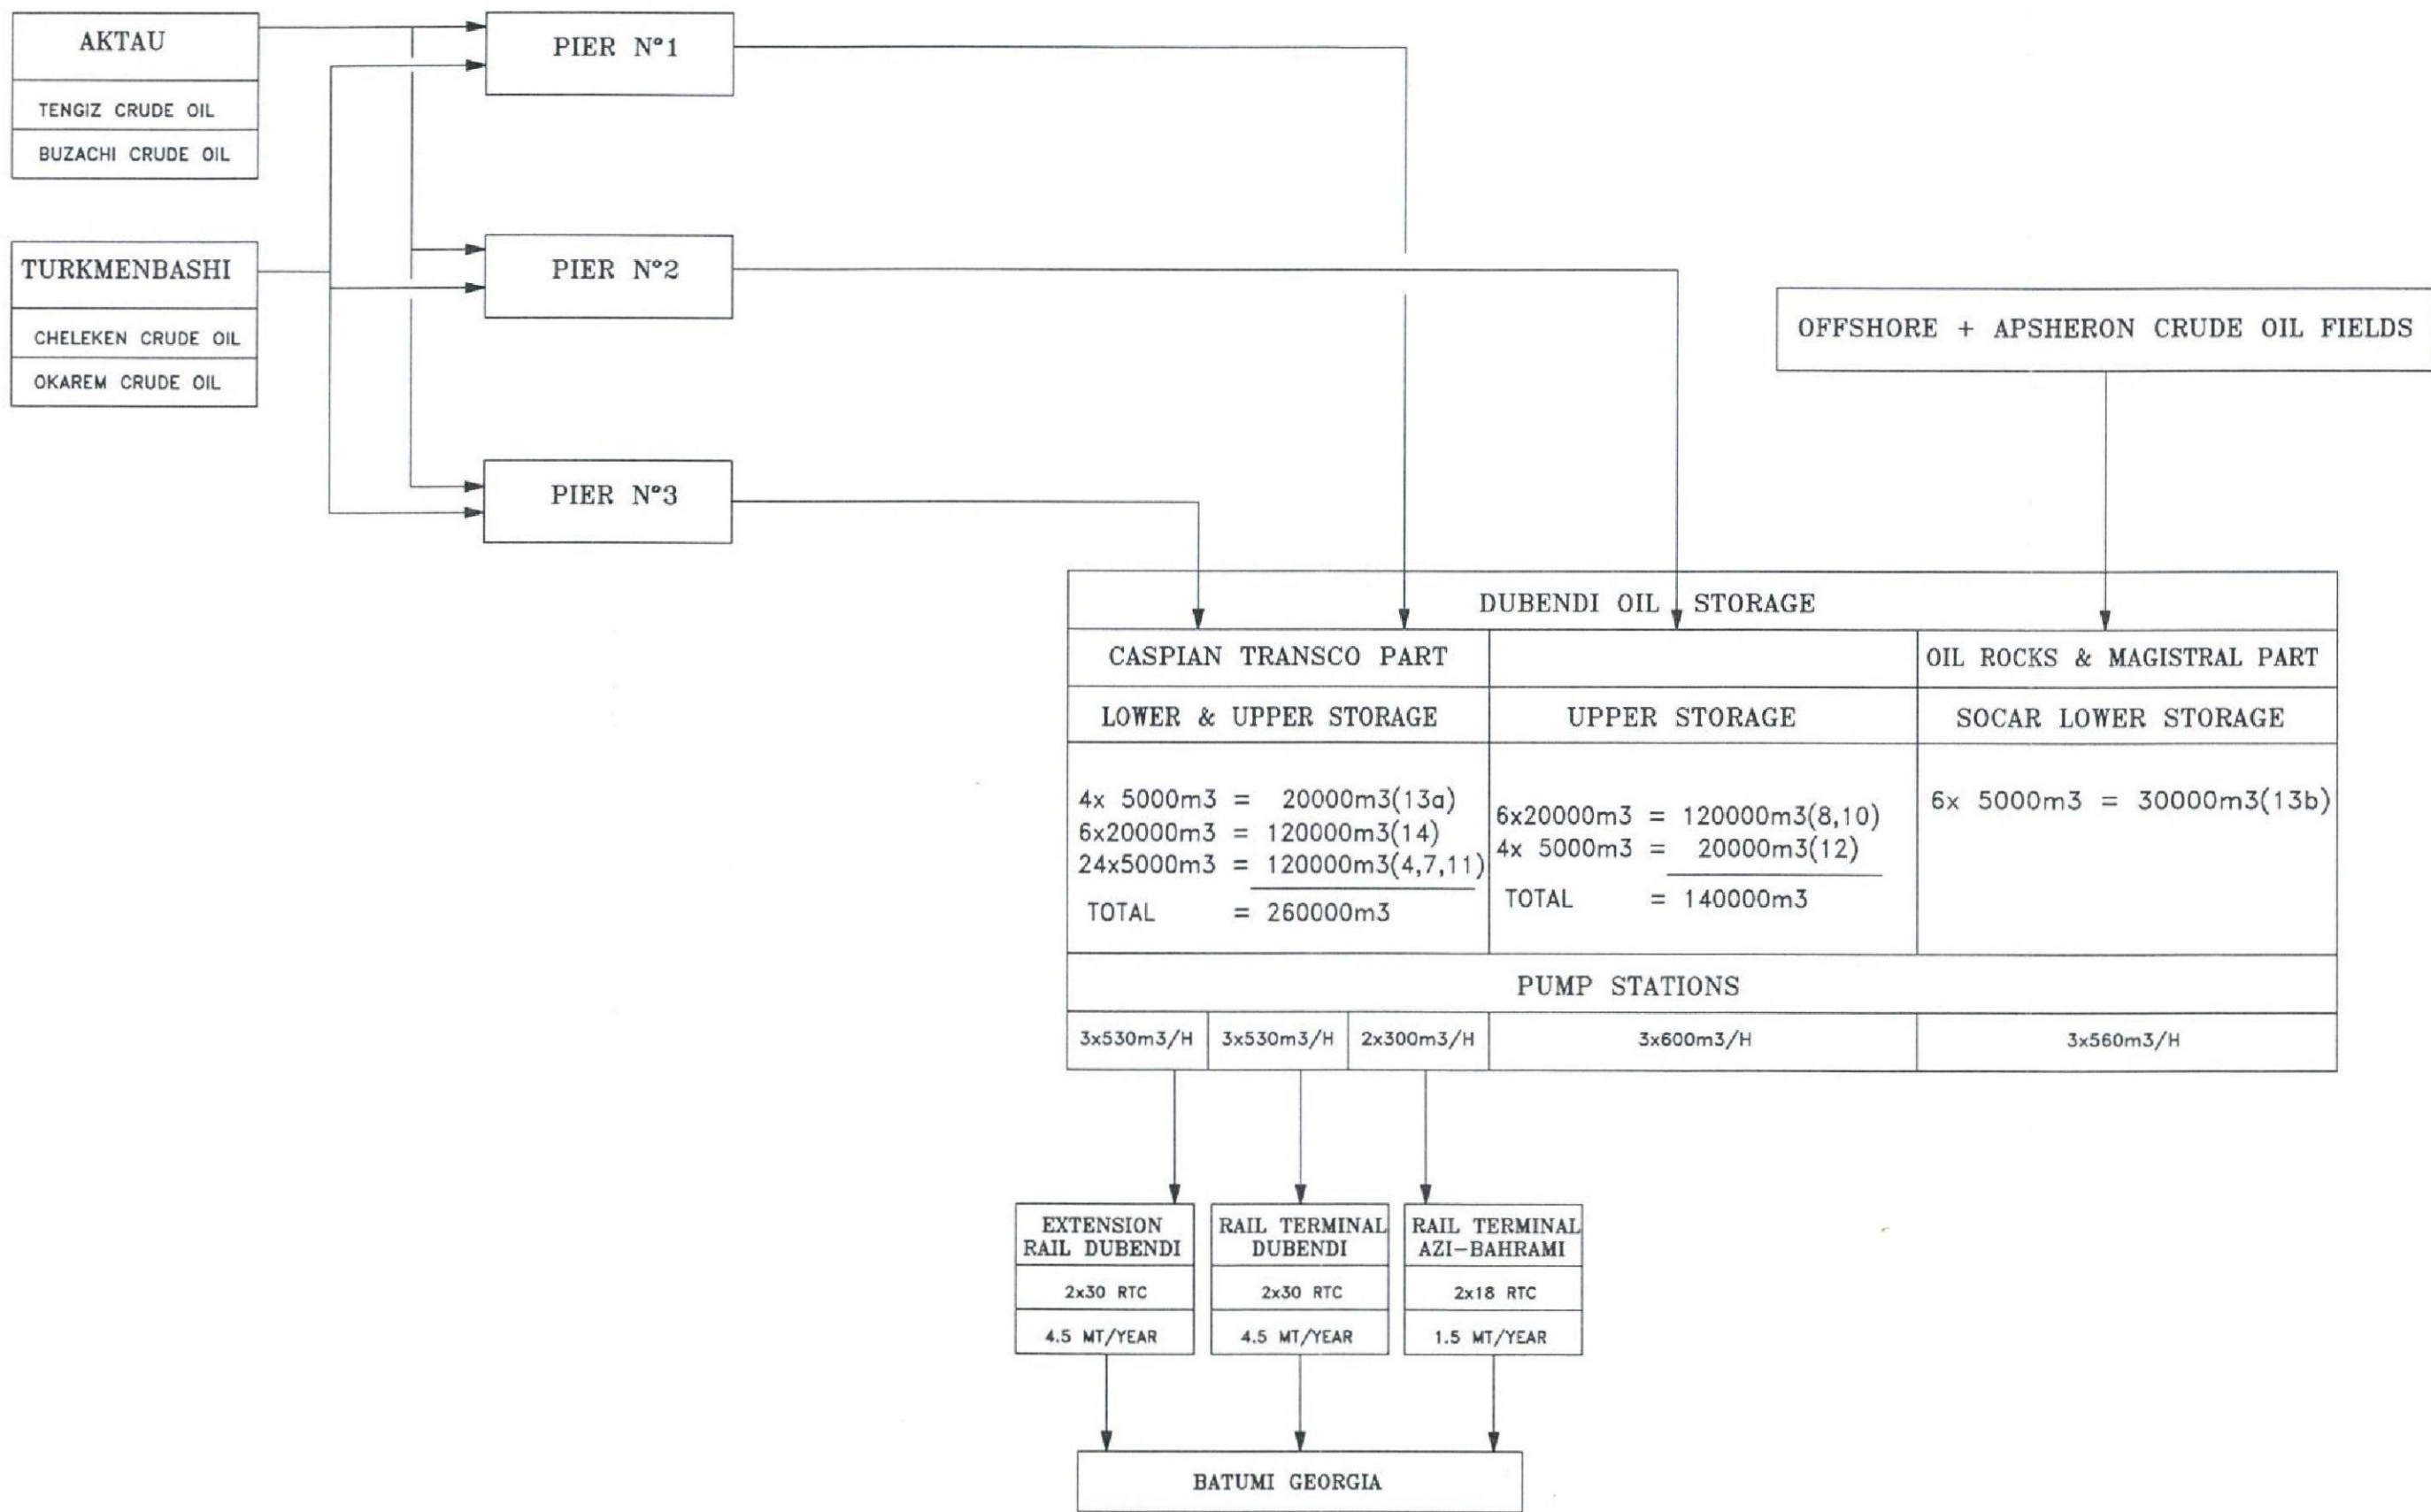 AKTAU
TENGIZ CRUDE OIL
BUZACHI CRUDE OIL
PIER N°1
TURKMENBASHI
CHELEKEN CRUDE OIL
OKAREM CRUDE OIL
PIER N°2
OFFSHORE + APSHERON CRUDE OIL FIELDS
PIER N°3
DUBENDI OIL STORAGE
CASPIAN TRANSCO PART
OIL ROCKS & MAGISTRAL PART
LOWER & UPPER STORAGE
UPPER STORAGE
SOCAR LOWER STORAGE
4x 5000m3 = 20000m3(13a)
6x20000m3 = 120000m3(14)
24x5000m3 = 120000m3(4,7,11)
TOTAL = 260000m3
6x20000m3 = 120000m3(8,10)
4x 5000m3 = 20000m3(12)
TOTAL = 140000m3
6x 5000m3 = 30000m3(13b)
PUMP STATIONS
3x530m3/H
3x530m3/H
2x300m3/H
3x600m3/H
3x560m3/H
EXTENSION
RAIL DUBENDI
2x30 RTC
4.5 MT/YEAR
RAIL TERMINAL
DUBENDI
2x30 RTC
4.5 MT/YEAR
RAIL TERMINAL
AZI-BAHRAMI
2x18 RTC
1.5 MT/YEAR
BATUMI GEORGIA